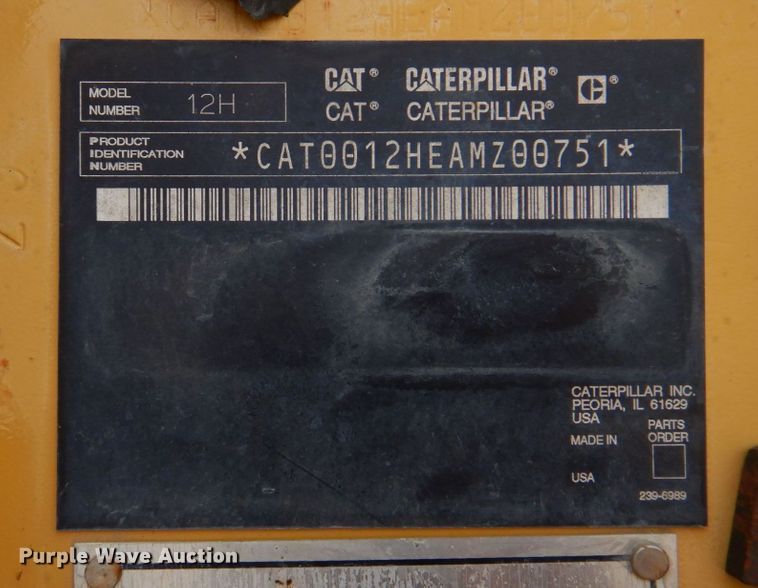 MODEL
NUMBER
12H
CAT® CATERPILLAR®
CAT® CATERPILLAR®
PRODUCT
IDENTIFICATION
NUMBER
*CAT0012HEAMZ00751*
CATERPILLAR INC.
PEORIA, IL 61629
USA
PARTS
MADE IN ORDER
USA
239-6989
Purple Wave Auction